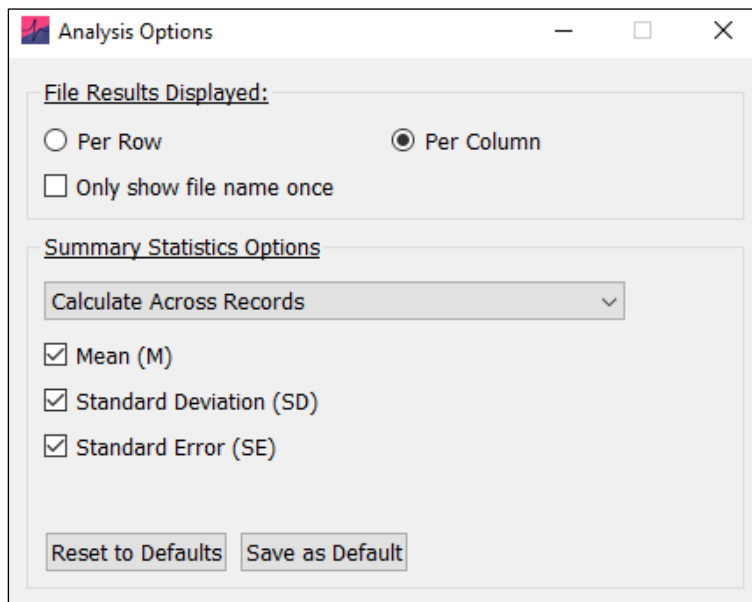 Analysis Options
File Results Displayed:
Per Row Per Column
Only show file name once
Summary Statistics Options
Calculate Across Records
Mean (M)
Standard Deviation (SD)
Standard Error (SE)
Reset to Defaults Save as Default